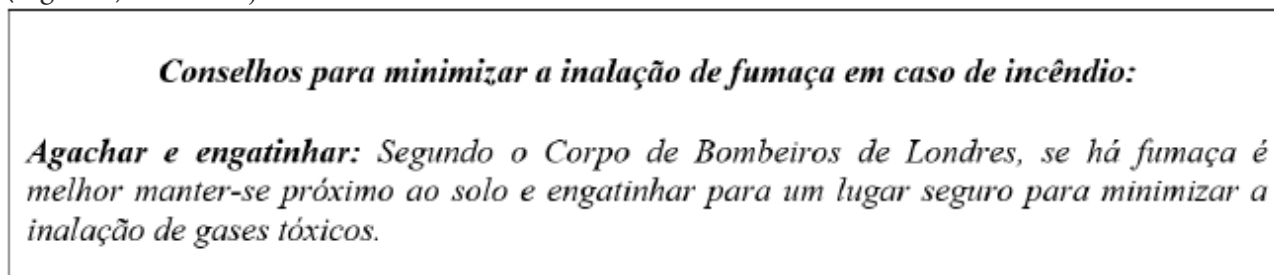 Conselhos para minimizar a inalação de fumaça em caso de incêndio:
Agachar e engatinhar: Segundo o Corpo de Bombeiros de Londres, se há fumaça é
melhor manter-se próximo ao solo e engatinhar para um lugar seguro para minimizar a
inalação de gases tóxicos.